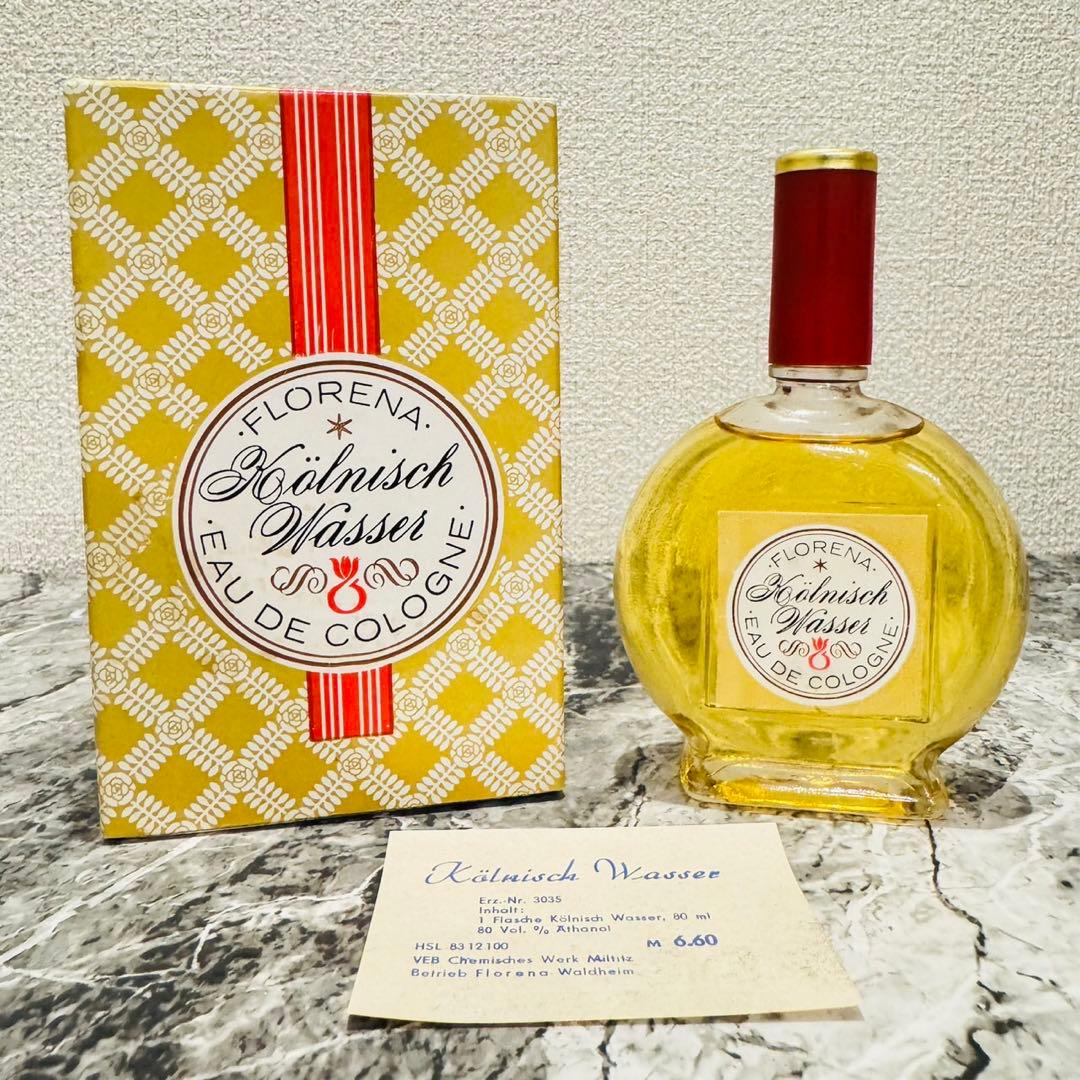 ·FLORENA·
Kölnisch
Wasser
·EAU DE COLOGNE·
·FLORENA·
Kölnisch
Wasser
·EAU DE COLOGNE·
Kölnisch Wasser
Erz.-Nr. 3035
Inhalt:
1 Flasche Kölnisch Wasser, 80 ml
80 Vol. % Äthanol
HSL 8312100
M 6.60
VEB Chemisches Werk Miltitz
Betrieb Florena Waldheim